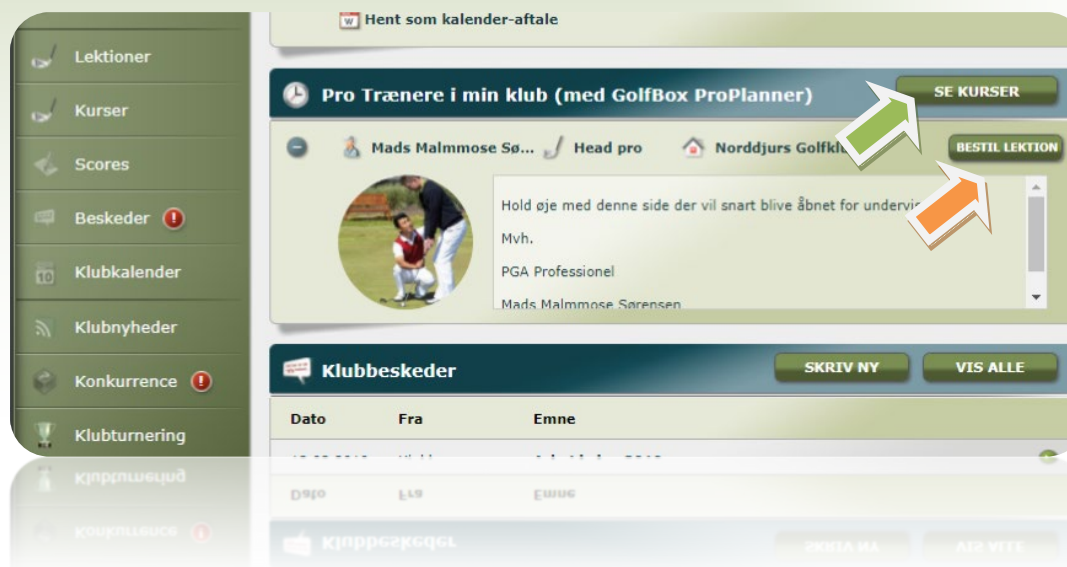 Hent som kalender-aftale
Lektioner
Kurser
Scores
Beskeder
Klubkalender
Klubnyheder
Konkurrence
Klubturnering
Pro Trænere i min klub (med GolfBox ProPlanner)
SE KURSER
Mads Malmmose Sø...
Head pro
Norddjurs
BESTIL LEKTION
Hold øje med denne side der vil snart blive åbnet for
Mvh.
PGA Professionel
Mads Malmmose Sørensen
Klubbeskeder
SKRIV NY
VIS ALLE
Dato Fra Emne